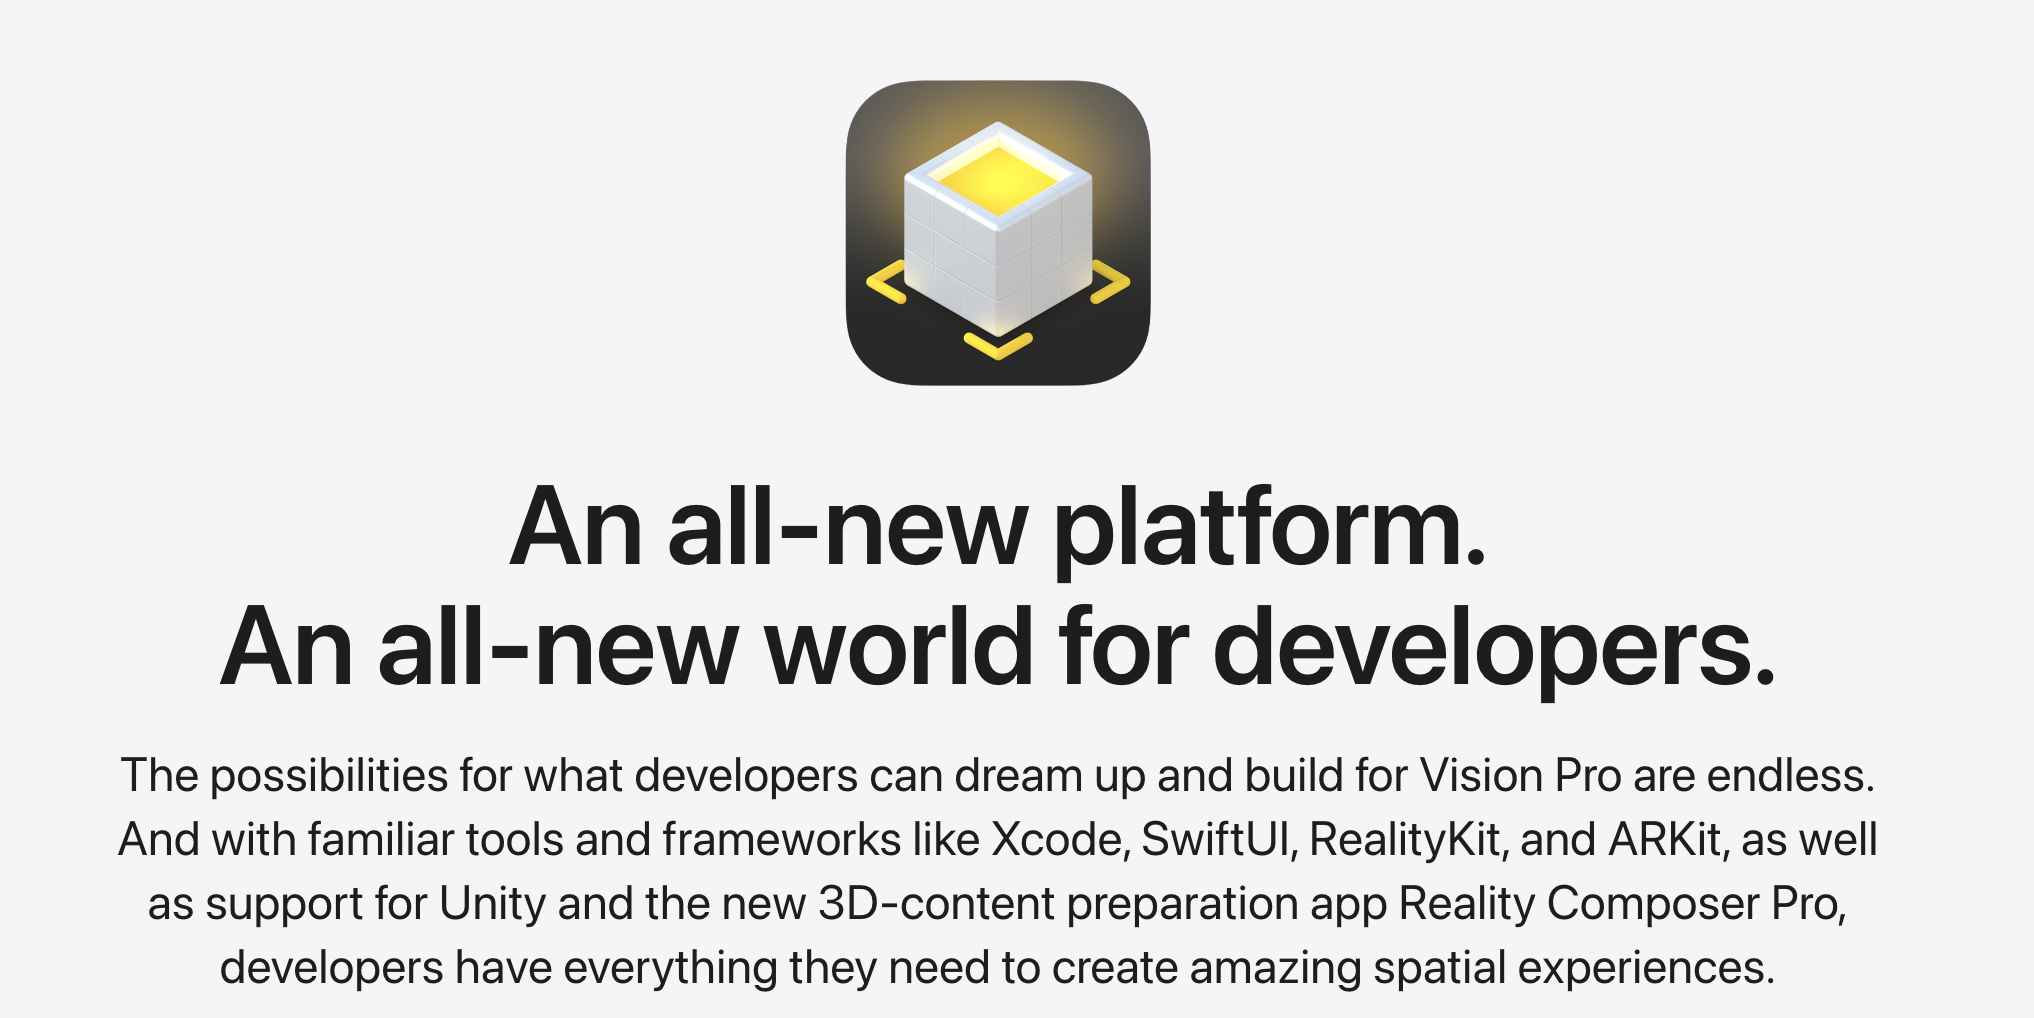 An all-new platform.
An all-new world for developers.
The possibilities for what developers can dream up and build for Vision Pro are endless.
And with familiar tools and frameworks like Xcode, SwiftUI, RealityKit, and ARKit, as well
as support for Unity and the new 3D-content preparation app Reality Composer Pro,
developers have everything they need to create amazing spatial experiences.